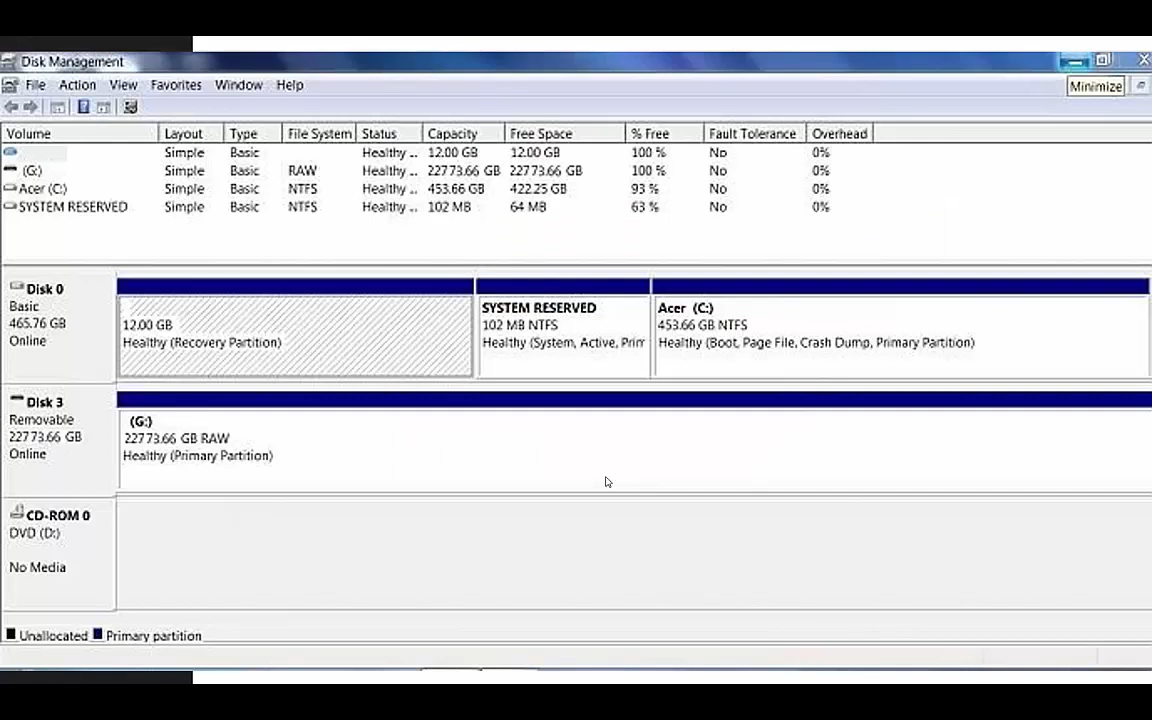 Disk Management
File Action View Favorites Window Help
Minimize
Volume Layout Type File System Status Capacity Free Space % Free Fault Tolerance Overhead
Simple Basic Healthy .. 12.00 GB 12.00 GB 100 % No 0%
(G:) Simple Basic RAW Healthy .. 22773.66 GB 22773.66 GB 100 % No 0%
Acer (C:) Simple Basic NTFS Healthy .. 453.66 GB 422.25 GB 93 % No 0%
SYSTEM RESERVED Simple Basic NTFS Healthy .. 102 MB 64 MB 63 % No 0%
Disk 0
Basic
465.76 GB
Online
12.00 GB
Healthy (Recovery Partition)
SYSTEM RESERVED
102 MB NTFS
Healthy (System, Active, Prim
Acer (C:)
453.66 GB NTFS
Healthy (Boot, Page File, Crash Dump, Primary Partition)
Disk 3
Removable
22773.66 GB
Online
(G:)
22773.66 GB RAW
Healthy (Primary Partition)
CD-ROM 0
DVD (D:)
No Media
Unallocated Primary partition